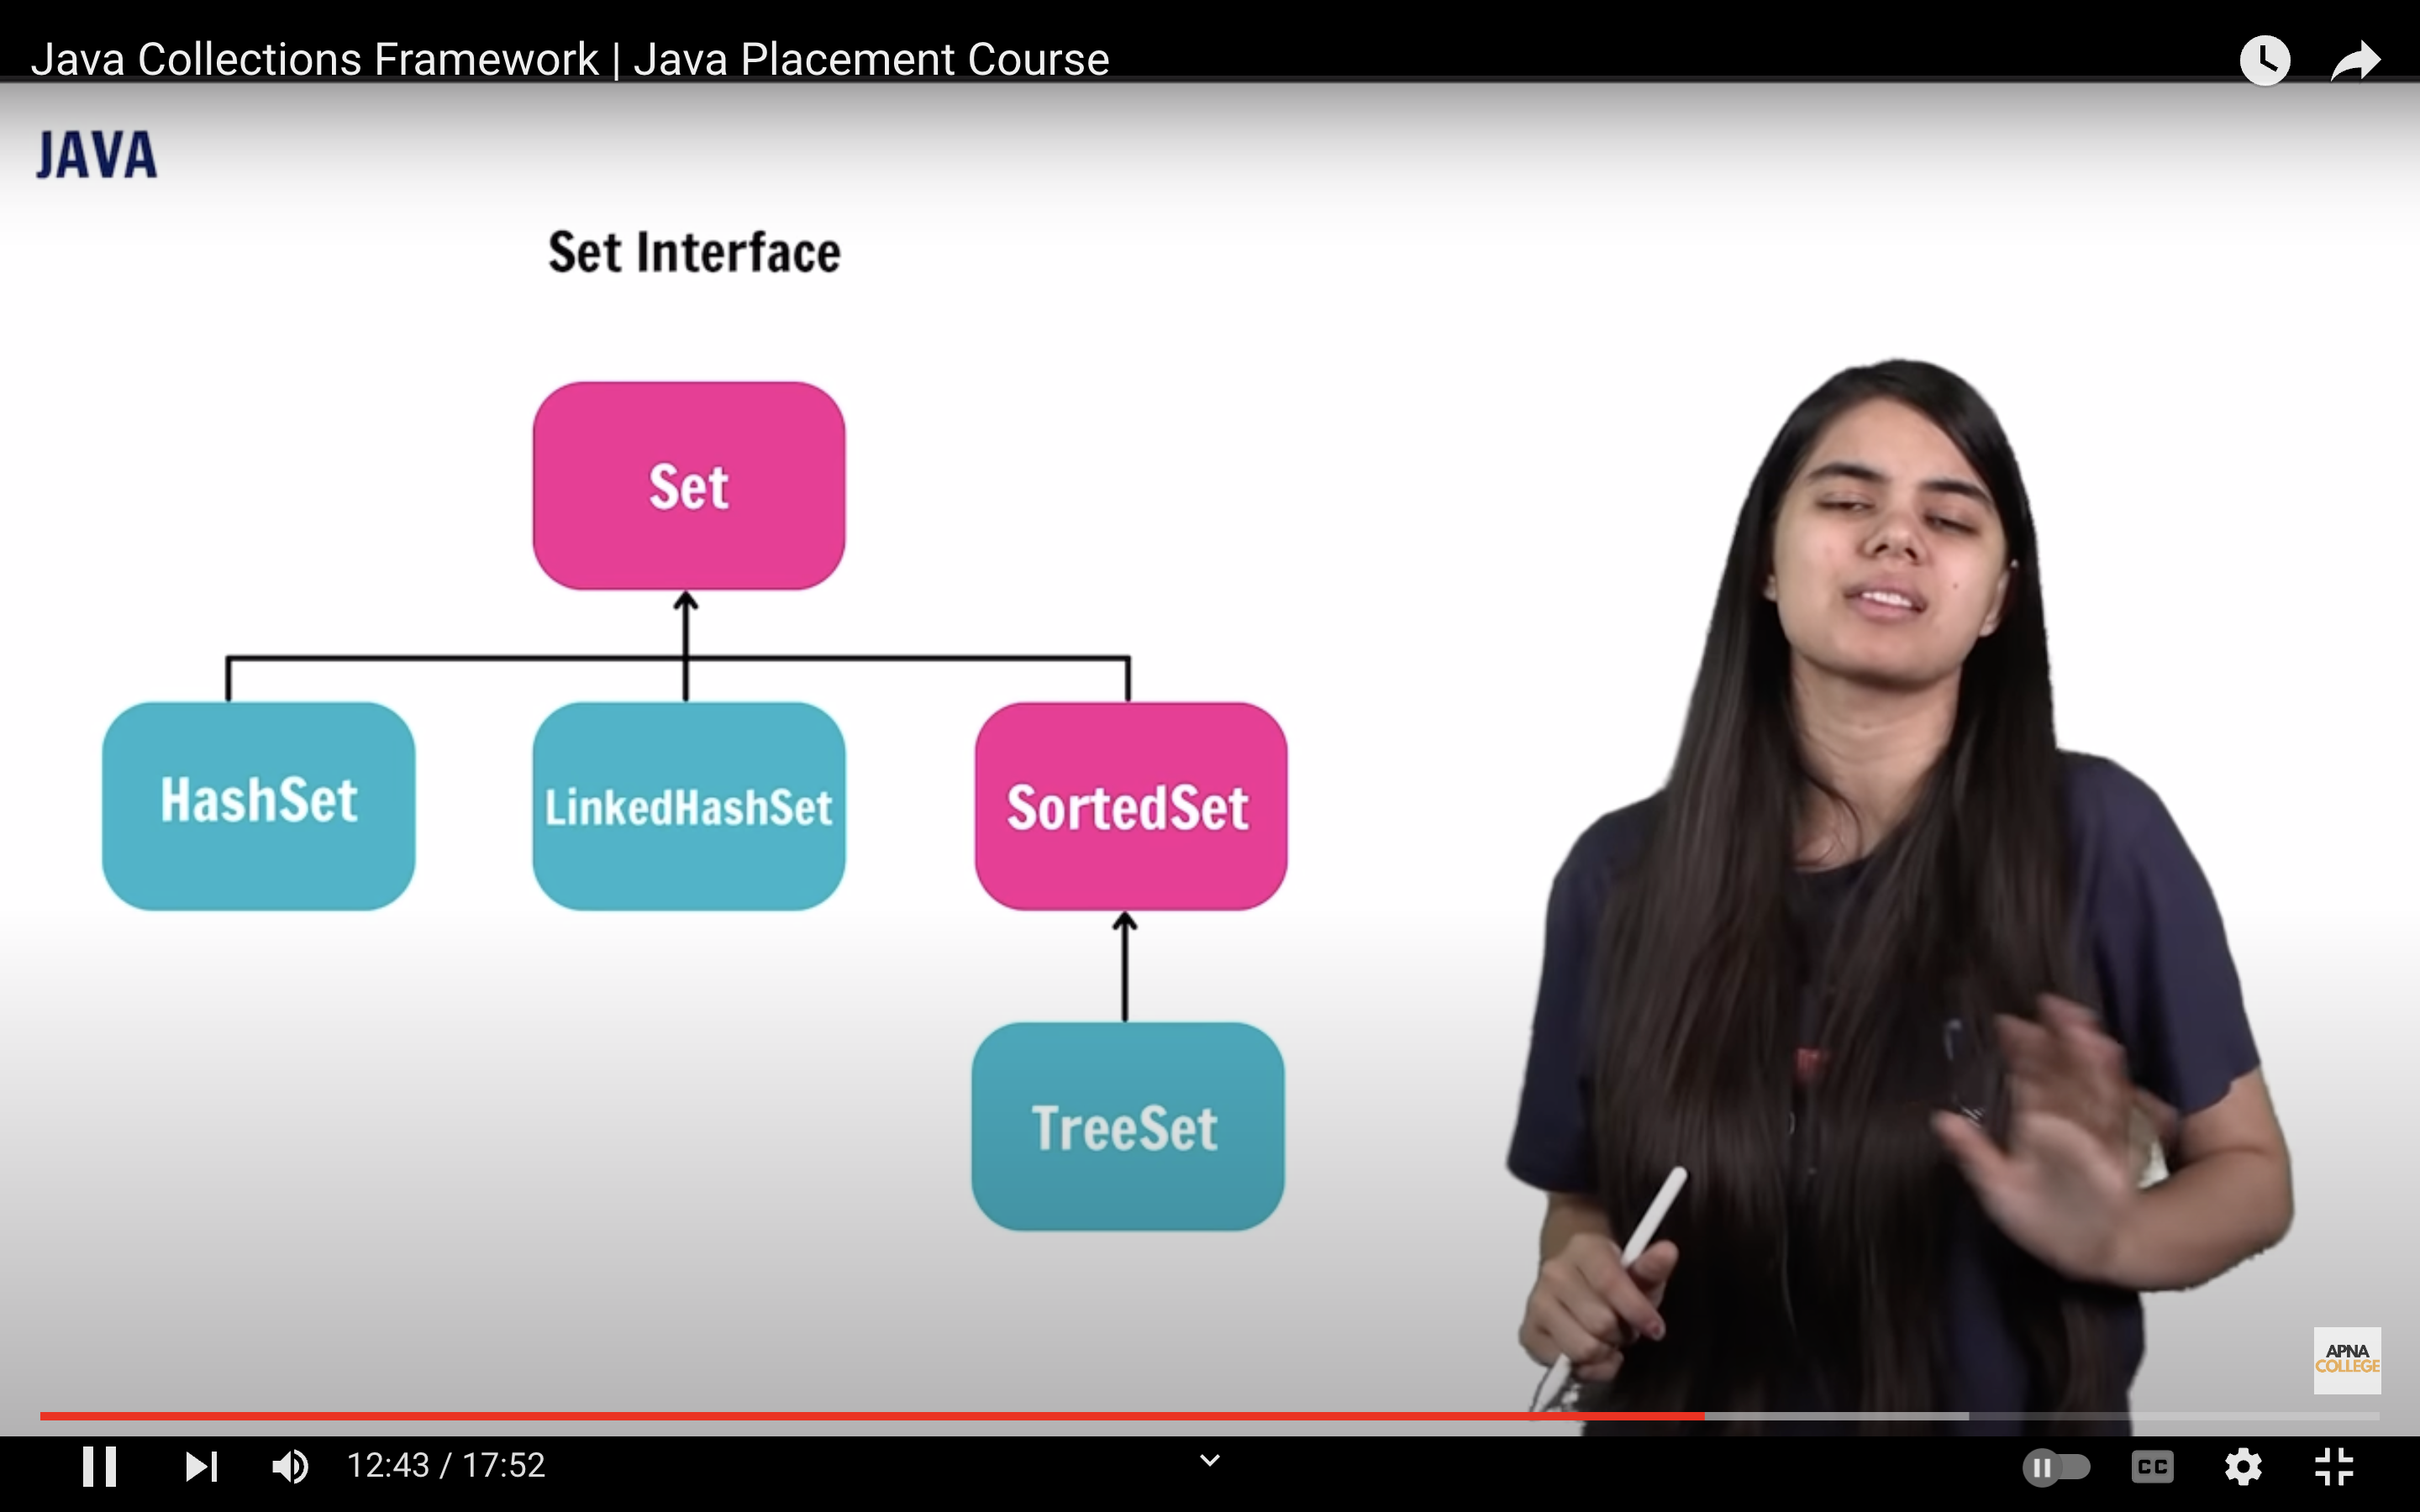 Java Collections Framework | Java Placement Course
JAVA
Set Interface
Set
HashSet
LinkedHashSet
SortedSet
TreeSet
APNA
COLLEGE
12:43 / 17:52
CC